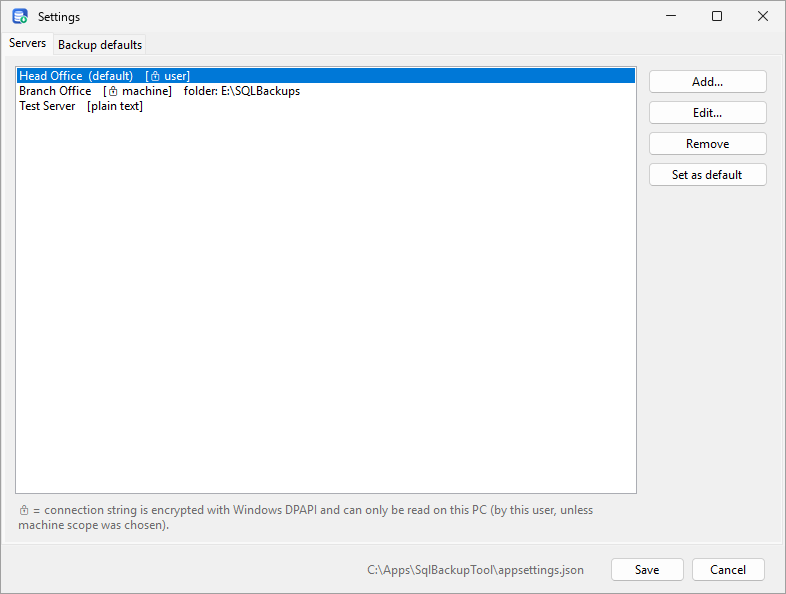 Settings
Servers
Backup defaults
Head Office (default) [🔒 user]
Branch Office [🔒 machine] folder: E:\SQLBackups
Test Server [plain text]
Add...
Edit...
Remove
Set as default
🔒 = connection string is encrypted with Windows DPAPI and can only be read on this PC (by this user, unless
machine scope was chosen).
C:\Apps\SqlBackupTool\appsettings.json
Save
Cancel